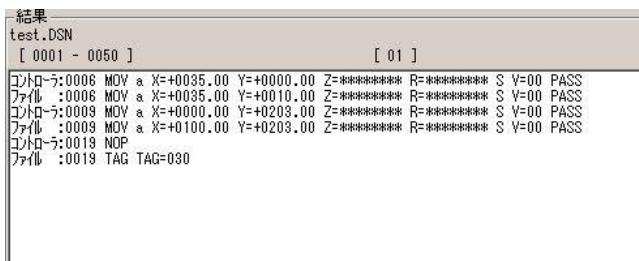 結果
test.DSN
[ 0001 - 0050 ] [ 01 ]
コントローラ:0006 MOV a X=+0035.00 Y=+0000.00 Z=******** R=******** S V=00 PASS
ファイル :0006 MOV a X=+0035.00 Y=+0010.00 Z=******** R=******** S V=00 PASS
コントローラ:0009 MOV a X=+0000.00 Y=+0203.00 Z=******** R=******** S V=00 PASS
ファイル :0009 MOV a X=+0100.00 Y=+0203.00 Z=******** R=******** S V=00 PASS
コントローラ:0019 NOP
ファイル :0019 TAG TAG=030